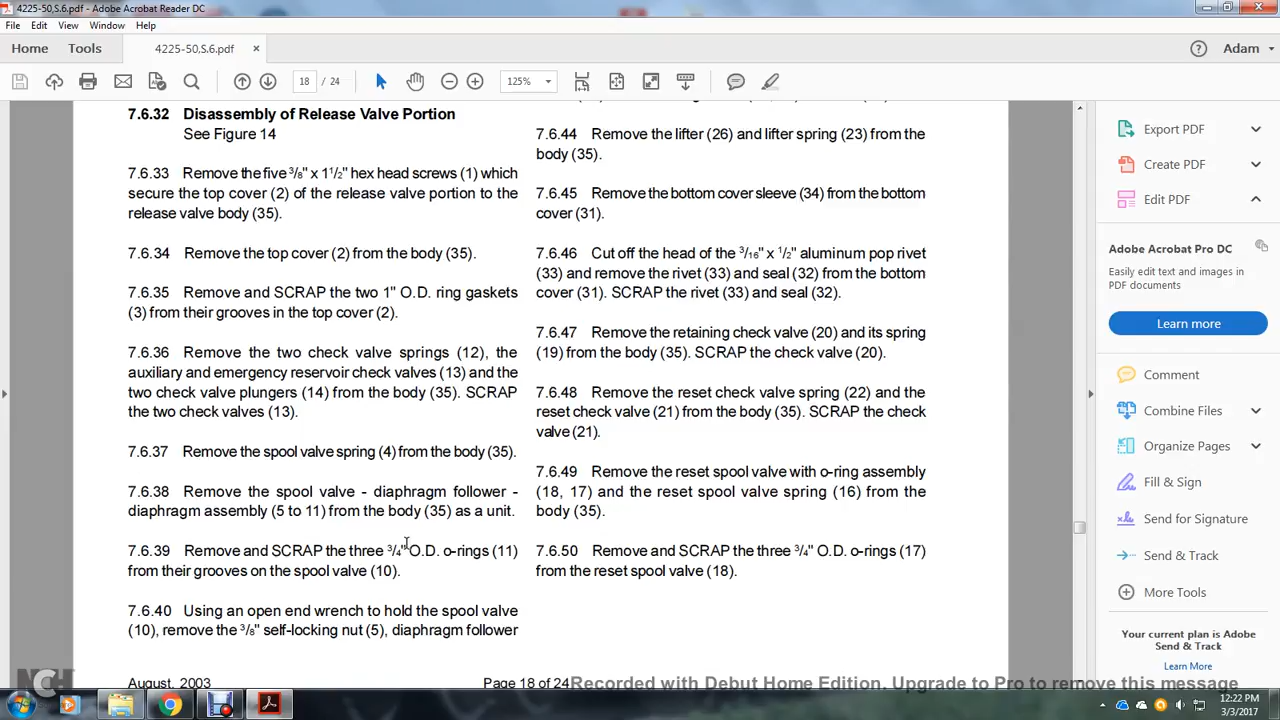 4225-50,S.6.pdf - Adobe Acrobat Reader DC
File Edit View Window Help
Home Tools 4225-50,S.6.pdf × Adam
18 / 24 125%
7.6.32 Disassembly of Release Valve Portion
See Figure 14
7.6.33 Remove the five 3/8" x 11/2" hex head screws (1) which
secure the top cover (2) of the release valve portion to the
release valve body (35).
7.6.34 Remove the top cover (2) from the body (35).
7.6.35 Remove and SCRAP the two 1" O.D. ring gaskets
(3) from their grooves in the top cover (2).
7.6.36 Remove the two check valve springs (12), the
auxiliary and emergency reservoir check valves (13) and the
two check valve plungers (14) from the body (35). SCRAP
the two check valves (13).
7.6.37 Remove the spool valve spring (4) from the body (35).
7.6.38 Remove the spool valve - diaphragm follower -
diaphragm assembly (5 to 11) from the body (35) as a unit.
7.6.39 Remove and SCRAP the three 3/4" O.D. o-rings (11)
from their grooves on the spool valve (10).
7.6.40 Using an open end wrench to hold the spool valve
(10), remove the 3/8" self-locking nut (5), diaphragm follower
7.6.44 Remove the lifter (26) and lifter spring (23) from the
body (35).
7.6.45 Remove the bottom cover sleeve (34) from the bottom
cover (31).
7.6.46 Cut off the head of the 3/16" x 1/2" aluminum pop rivet
(33) and remove the rivet (33) and seal (32) from the bottom
cover (31). SCRAP the rivet (33) and seal (32).
7.6.47 Remove the retaining check valve (20) and its spring
(19) from the body (35). SCRAP the check valve (20).
7.6.48 Remove the reset check valve spring (22) and the
reset check valve (21) from the body (35). SCRAP the check
valve (21).
7.6.49 Remove the reset spool valve with o-ring assembly
(18, 17) and the reset spool valve spring (16) from the
body (35).
7.6.50 Remove and SCRAP the three 3/4" O.D. o-rings (17)
from the reset spool valve (18).
August, 2003 Page 18 of 24
Export PDF
Create PDF
Edit PDF
Adobe Acrobat Pro DC
Easily edit text and images in
PDF documents
Learn more
Comment
Combine Files
Organize Pages
Fill & Sign
Send for Signature
Send & Track
More Tools
Your current plan is Adobe
Send & Track
Learn More
NCH
Recorded with Debut Home Edition. Upgrade to Pro to remove this message
12:22 PM
3/3/2017